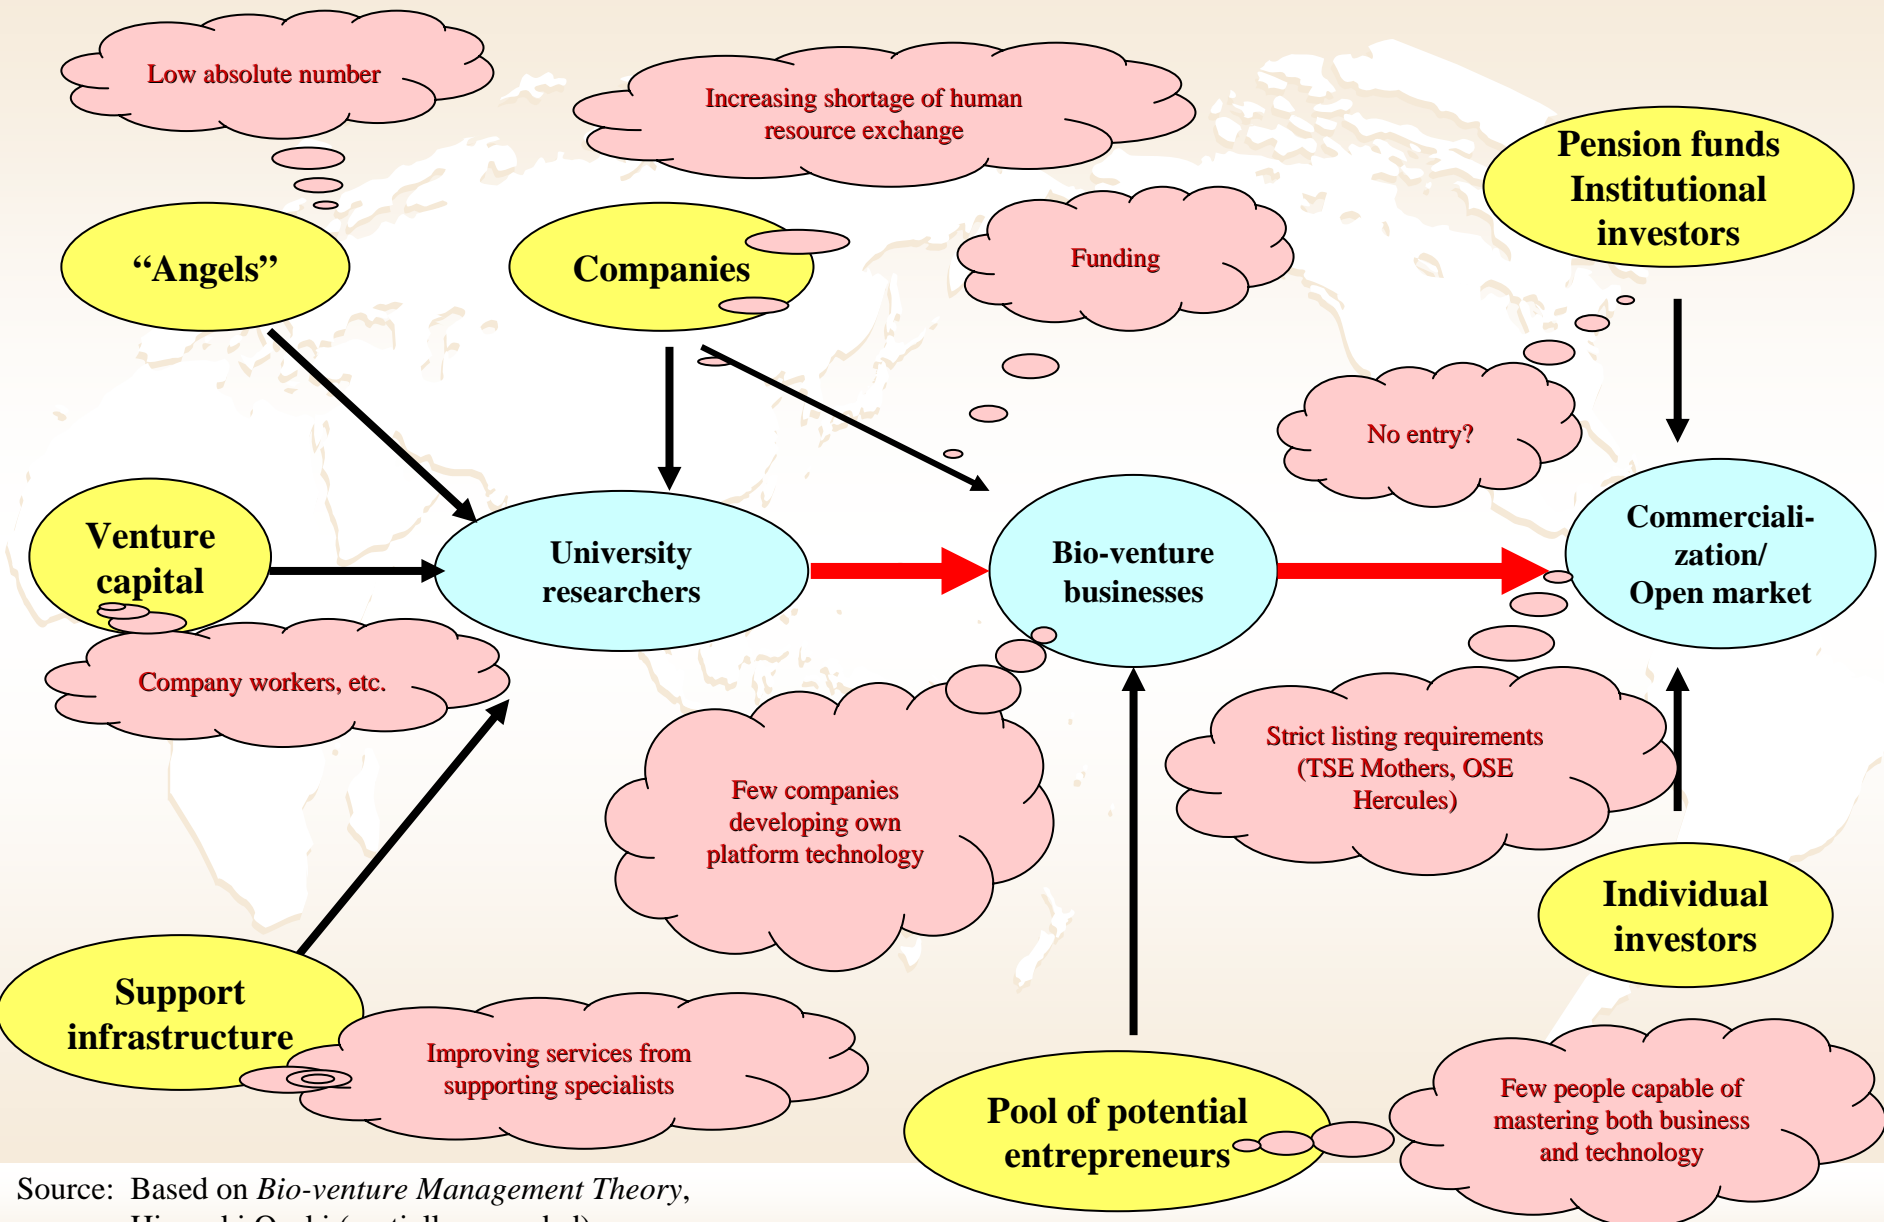 Low absolute number
Increasing shortage of human
resource exchange
Pension funds
Institutional
investors
“Angels”
Companies
Funding
No entry?
Venture
capital
University
researchers
Bio-venture
businesses
Commerciali-
zation/
Open market
Company workers, etc.
Few companies
developing own
platform technology
Strict listing requirements
(TSE Mothers, OSE
Hercules)
Individual
investors
Support
infrastructure
Improving services from
supporting specialists
Pool of potential
entrepreneurs
Few people capable of
mastering both business
and technology
Source: Based on Bio-venture Management Theory,